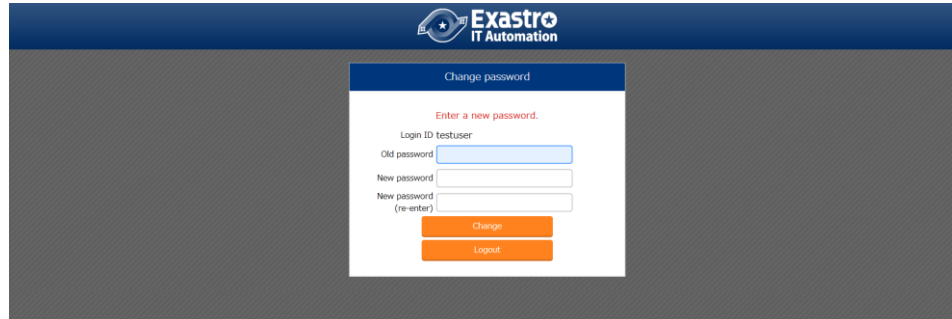 Exastro
IT Automation
Change password
Enter a new password.
Login ID testuser
Old password
New password
New password
(re-enter)
Change
Logout